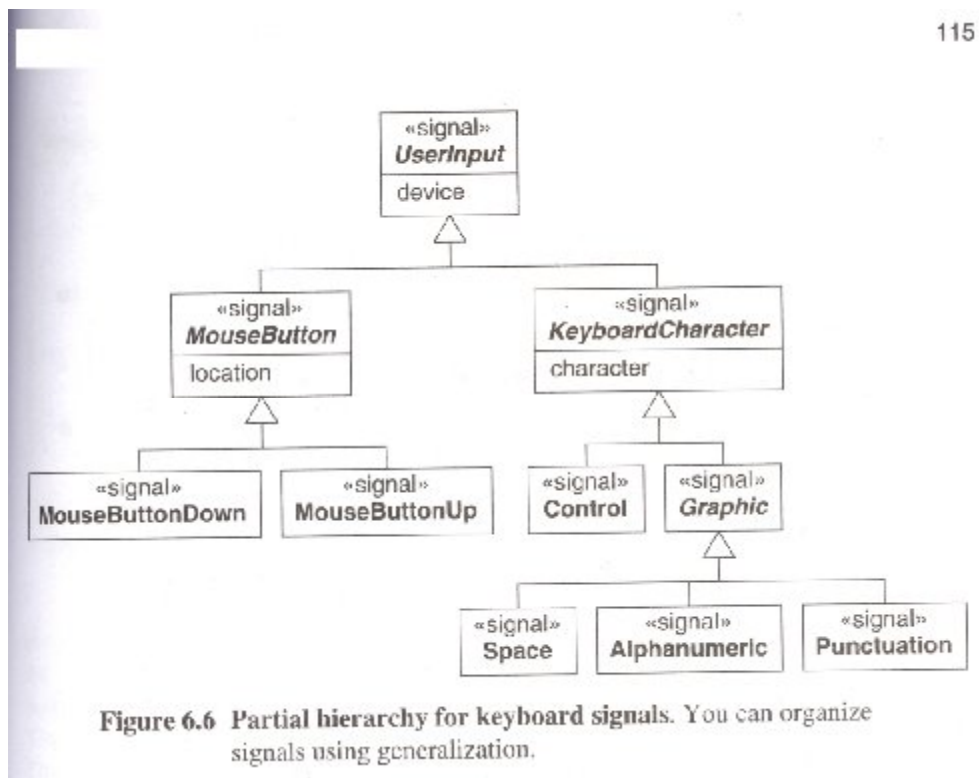 115
«signal»
UserInput
device
«signal»
MouseButton
location
«signal»
KeyboardCharacter
character
«signal»
MouseButtonDown
«signal»
MouseButtonUp
«signal»
Control
«signal»
Graphic
«signal»
Space
«signal»
Alphanumeric
«signal»
Punctuation
Figure 6.6 Partial hierarchy for keyboard signals. You can organize
signals using generalization.